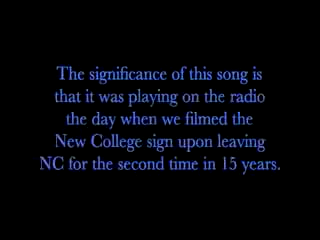 The significance of this song is
that it was playing on the radio
the day when we filmed the
New College sign upon leaving
NC for the second time in 15 years.